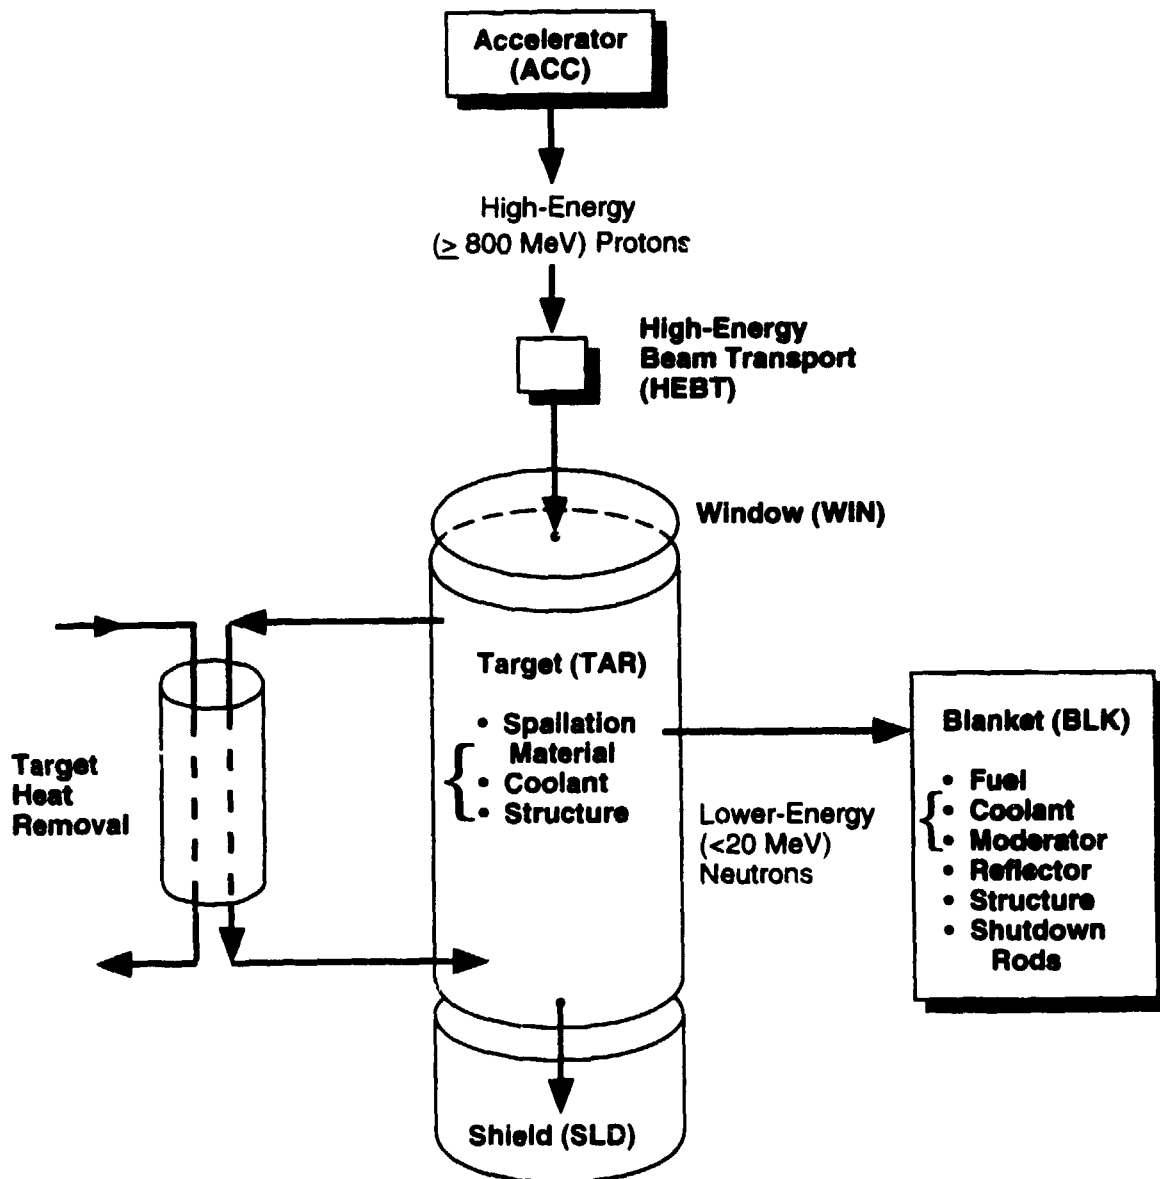 Accelerator
(ACC)
High-Energy
(≥ 800 MeV) Protons
High-Energy
Beam Transport
(HEBT)
Window (WIN)
Target (TAR)
• Spallation
Material
• Coolant
• Structure
Target
Heat
Removal
Lower-Energy
(<20 MeV)
Neutrons
Blanket (BLK)
• Fuel
• Coolant
• Moderator
• Reflector
• Structure
• Shutdown
Rods
Shield (SLD)